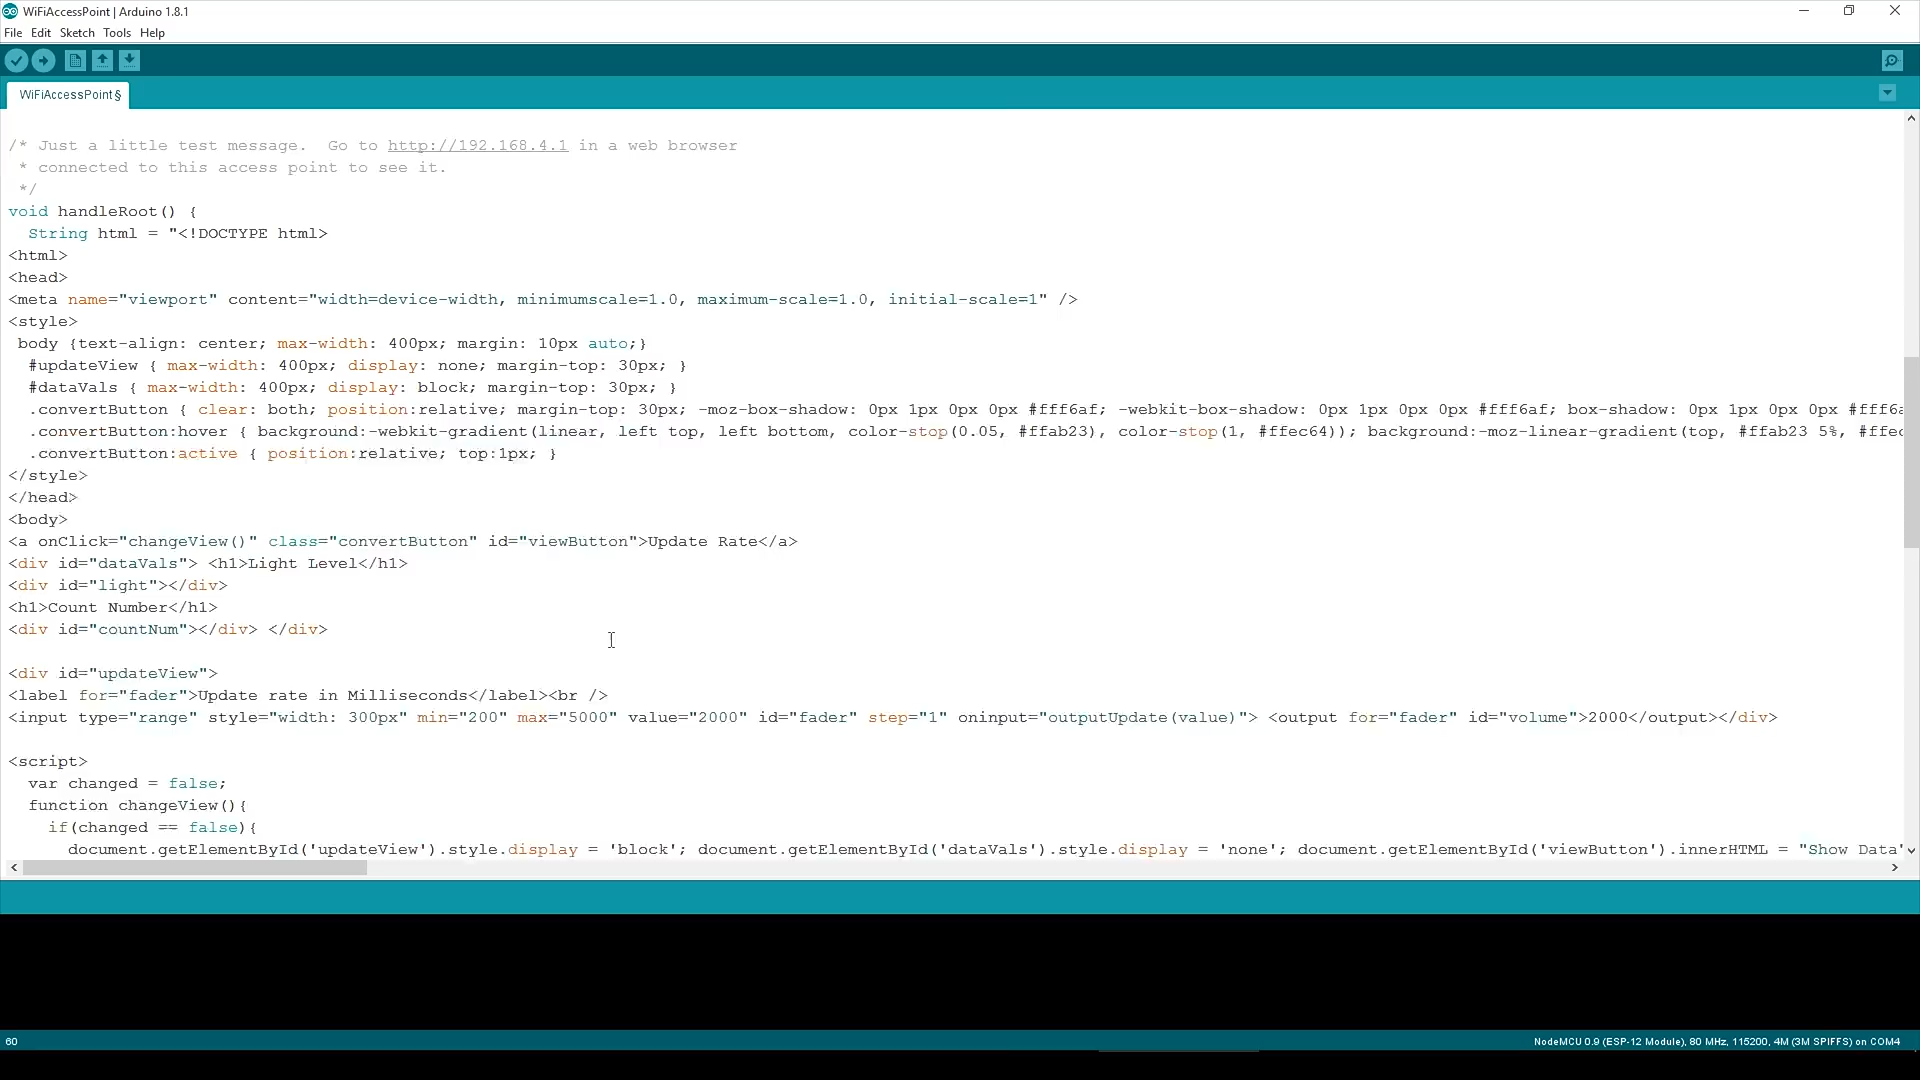 WiFiAccessPoint | Arduino 1.8.1
File Edit Sketch Tools Help
WiFiAccessPoint §
/* Just a little test message.  Go to http://192.168.4.1 in a web browser
 * connected to this access point to see it.
 */
void handleRoot() {
  String html = "<!DOCTYPE html>
<html>
<head>
<meta name="viewport" content="width=device-width, minimumscale=1.0, maximum-scale=1.0, initial-scale=1" />
<style>
 body {text-align: center; max-width: 400px; margin: 10px auto;}
  #updateView { max-width: 400px; display: none; margin-top: 30px; }
  #dataVals { max-width: 400px; display: block; margin-top: 30px; }
  .convertButton { clear: both; position:relative; margin-top: 30px; -moz-box-shadow: 0px 1px 0px 0px #fff6af; -webkit-box-shadow: 0px 1px 0px 0px #fff6af; box-shadow: 0px 1px 0px 0px #fff6a
  .convertButton:hover { background:-webkit-gradient(linear, left top, left bottom, color-stop(0.05, #ffab23), color-stop(1, #ffec64)); background:-moz-linear-gradient(top, #ffab23 5%, #ffec
  .convertButton:active { position:relative; top:1px; }
</style>
</head>
<body>
<a onClick="changeView()" class="convertButton" id="viewButton">Update Rate</a>
<div id="dataVals"> <h1>Light Level</h1>
<div id="light"></div>
<h1>Count Number</h1>
<div id="countNum"></div> </div>
<div id="updateView">
<label for="fader">Update rate in Milliseconds</label><br />
<input type="range" style="width: 300px" min="200" max="5000" value="2000" id="fader" step="1" oninput="outputUpdate(value)"> <output for="fader" id="volume">2000</output></div>
<script>
  var changed = false;
  function changeView(){
    if(changed == false){
      document.getElementById('updateView').style.display = 'block'; document.getElementById('dataVals').style.display = 'none'; document.getElementById('viewButton').innerHTML = "Show Data"
60
NodeMCU 0.9 (ESP-12 Module), 80 MHz, 115200, 4M (3M SPIFFS) on COM4